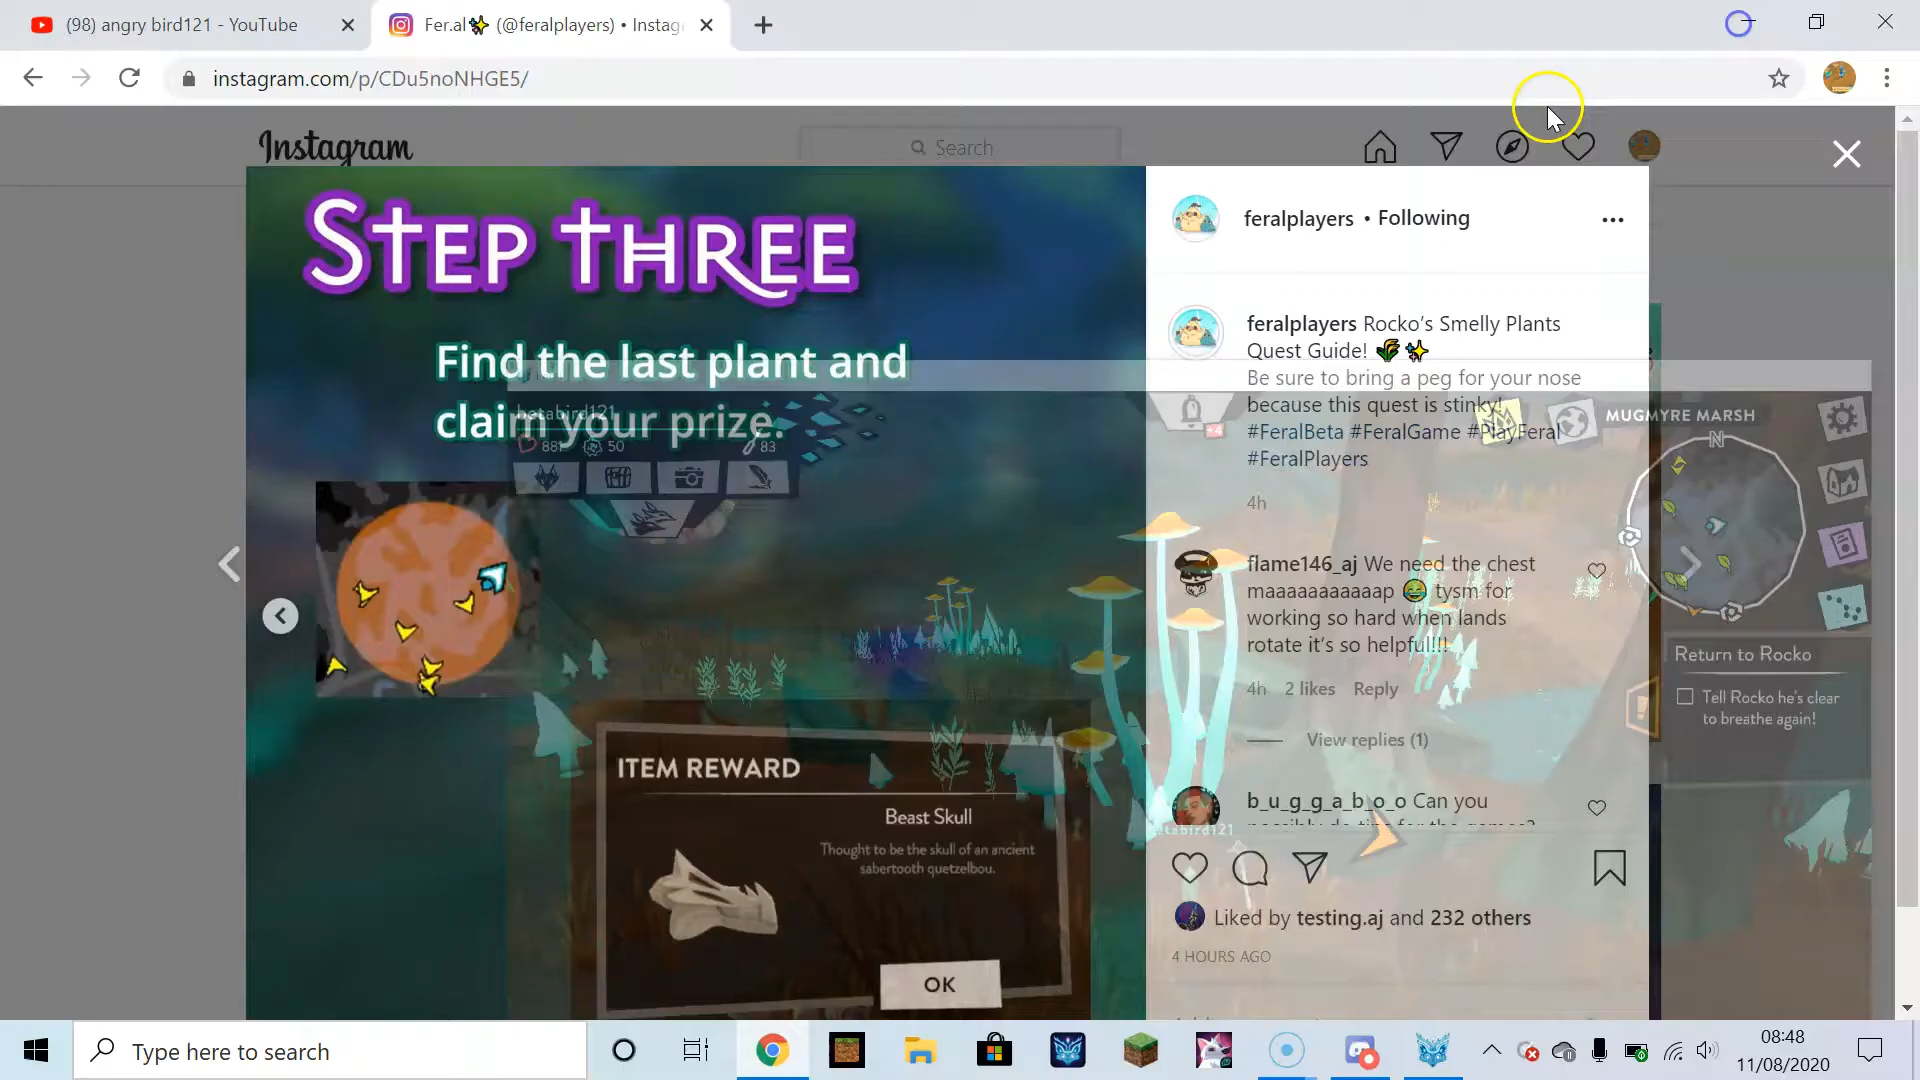 (98) angry bird121 - YouTube
Fer.al✨ (@feralplayers) • Instag
instagram.com/p/CDu5noNHGE5/
Instagram
Search
STEP THREE
Find the last plant and
claim your prize.
betabird121
881 50 83
ITEM REWARD
Beast Skull
Thought to be the skull of an ancient
sabertooth quetzelbou.
OK
feralplayers • Following
feralplayers Rocko’s Smelly Plants
Quest Guide! 🌾✨
Be sure to bring a peg for your nose
because this quest is stinky!
#FeralBeta #FeralGame #PlayFeral
#FeralPlayers
4h
flame146_aj We need the chest
maaaaaaaaaaap 😂 tysm for
working so hard when lands
rotate it’s so helpful!!!
4h 2 likes Reply
View replies (1)
b_u_g_g_a_b_o_o Can you
Liked by testing.aj and 232 others
4 HOURS AGO
+4
MUGMYRE MARSH
N
Return to Rocko
Tell Rocko he's clear
to breathe again!
Type here to search
08:48
11/08/2020